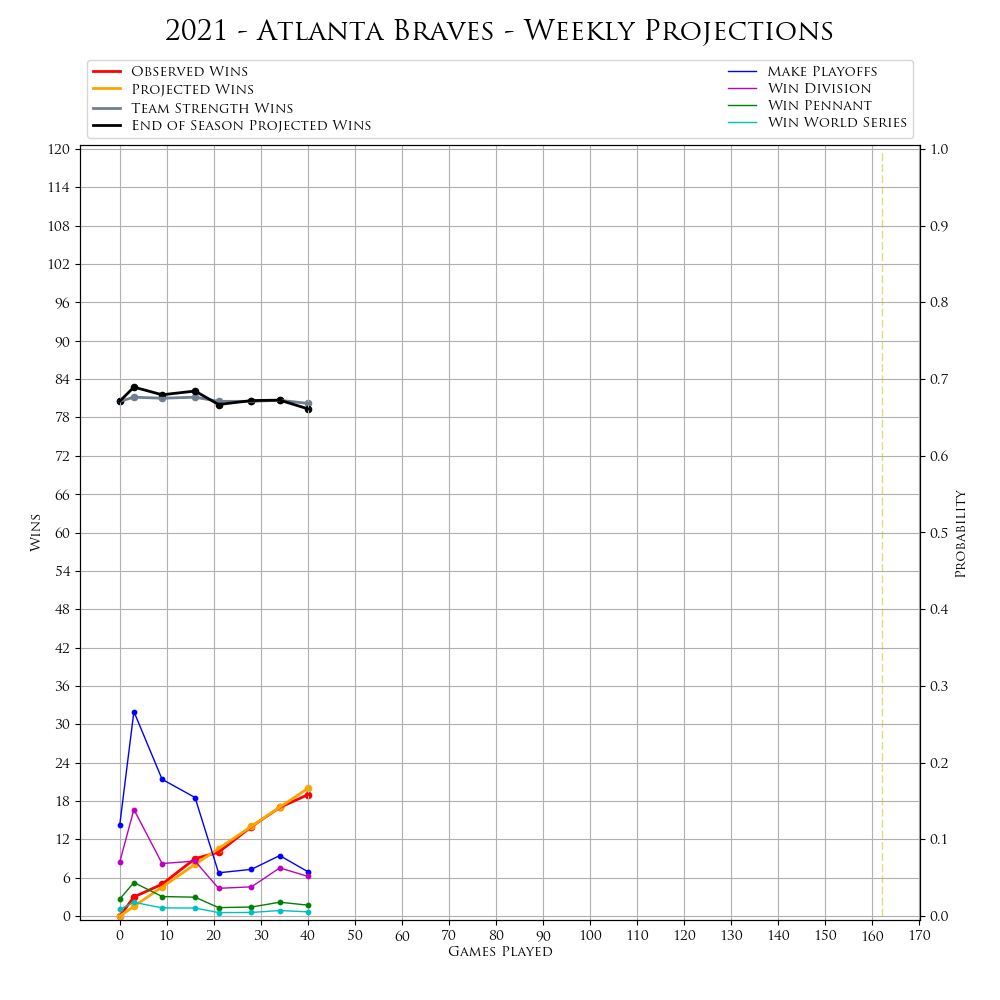 2021 - Atlanta Braves - Weekly Projections
Observed Wins
Projected Wins
Team Strength Wins
End of Season Projected Wins
Make Playoffs
Win Division
Win Pennant
Win World Series
120
114
108
102
96
90
84
78
72
66
60
54
48
42
36
30
24
18
12
6
0
Wins
1.0
0.9
0.8
0.7
0.6
0.5
0.4
0.3
0.2
0.1
0.0
Probability
0 10 20 30 40 50 60 70 80 90 100 110 120 130 140 150 160 170
Games Played